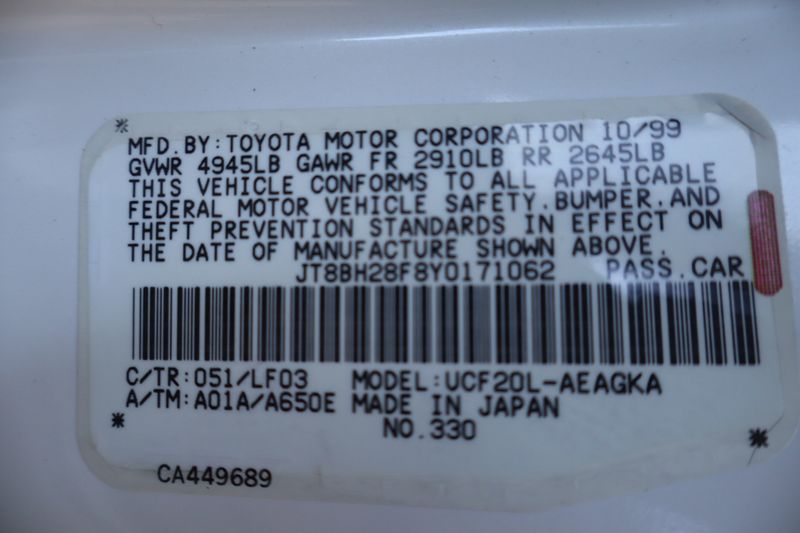 MFD.BY:TOYOTA MOTOR CORPORATION 10/99
GVWR 4945LB GAWR FR 2910LB RR 2645LB
THIS VEHICLE CONFORMS TO ALL APPLICABLE
FEDERAL MOTOR VEHICLE SAFETY.BUMPER.AND
THEFT PREVENTION STANDARDS IN EFFECT ON
THE DATE OF MANUFACTURE SHOWN ABOVE.
JT8BH28F8Y0171062 PASS.CAR
C/TR:051/LF03 MODEL:UCF20L-AEAGKA
A/TM:A01A/A650E MADE IN JAPAN
NO.330
CA449689